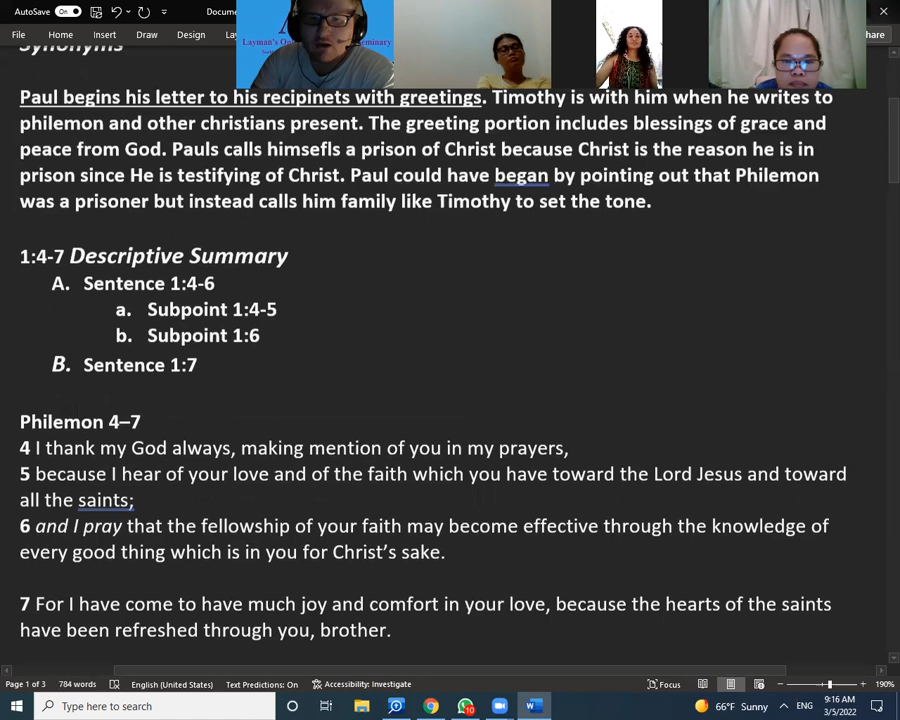 AutoSave On Docume
File Home Insert Draw Design La
Layman's On
minary
hare
Synonyms
Paul begins his letter to his recipinets with greetings. Timothy is with him when he writes to
philemon and other christians present. The greeting portion includes blessings of grace and
peace from God. Pauls calls himsefls a prison of Christ because Christ is the reason he is in
prison since He is testifying of Christ. Paul could have began by pointing out that Philemon
was a prisoner but instead calls him family like Timothy to set the tone.
1:4-7 Descriptive Summary
A. Sentence 1:4-6
a. Subpoint 1:4-5
b. Subpoint 1:6
B. Sentence 1:7
Philemon 4–7
4 I thank my God always, making mention of you in my prayers,
5 because I hear of your love and of the faith which you have toward the Lord Jesus and toward
all the saints;
6 and I pray that the fellowship of your faith may become effective through the knowledge of
every good thing which is in you for Christ's sake.
7 For I have come to have much joy and comfort in your love, because the hearts of the saints
have been refreshed through you, brother.
Page 1 of 3 784 words English (United States) Text Predictions: On Accessibility: Investigate Focus 190%
Type here to search 10 66°F Sunny ENG 9:16 AM
3/5/2022